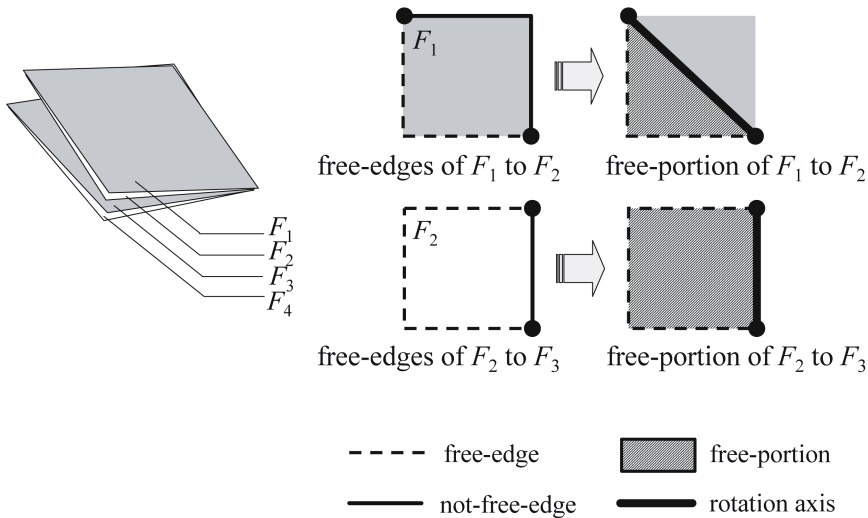 F₁
F₂
F₃
F₄
F₁
free-edges of F₁ to F₂
free-portion of F₁ to F₂
F₂
free-edges of F₂ to F₃
free-portion of F₂ to F₃
free-edge
free-portion
not-free-edge
rotation axis